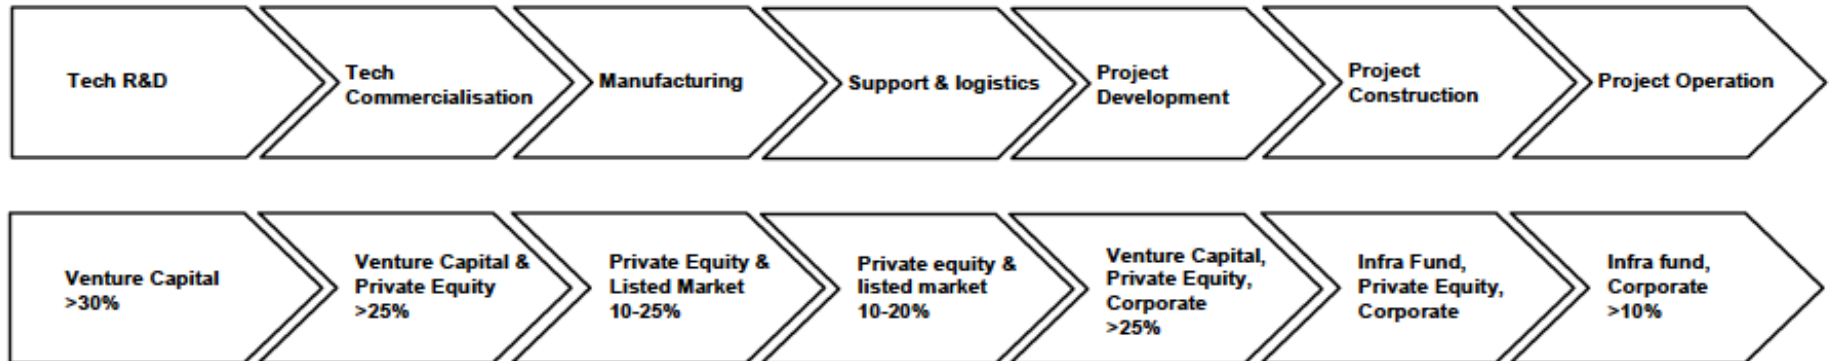 Tech R&D
Tech
Commercialisation
Manufacturing
Support & logistics
Project
Development
Project
Construction
Project Operation
Venture Capital
>30%
Venture Capital &
Private Equity
>25%
Private Equity &
Listed Market
10-25%
Private equity &
listed market
10-20%
Venture Capital,
Private Equity,
Corporate
>25%
Infra Fund,
Private Equity,
Corporate
Infra fund,
Corporate
>10%